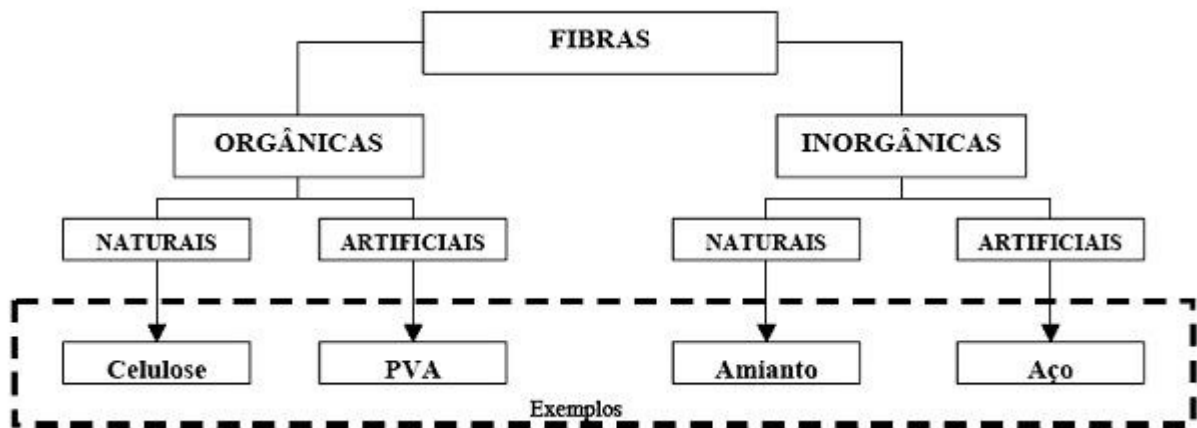 FIBRAS
ORGÂNICAS
INORGÂNICAS
NATURAIS
ARTIFICIAIS
NATURAIS
ARTIFICIAIS
Celulose
PVA
Amianto
Aço
Exemplos